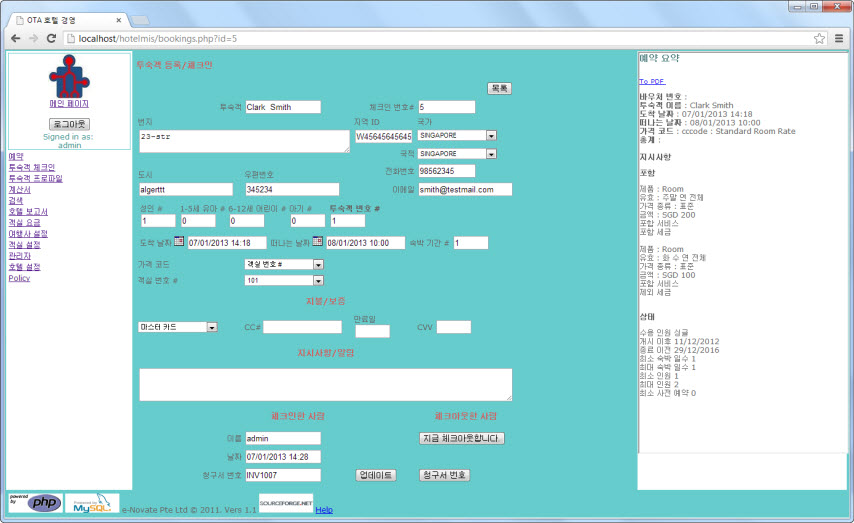 OTA 호텔 경영
localhost/hotelmis/bookings.php?id=5
메인 페이지
로그아웃
Signed in as:
admin
예약
투숙객 체크인
투숙객 프로파일
계산서
검색
호텔 보고서
객실 요금
여행사 설정
객실 설정
관리자
호텔 설정
Policy
투숙객 등록/체크인
목록
투숙객 Clark Smith 체크인 번호# 5
번지 지역 ID 국가
23-str W45645645645 SINGAPORE
국적 SINGAPORE
도시 우편번호 전화번호 98562345
algerttt 345234 이메일 smith@testmail.com
성인 # 1-5세 유아 # 6-12세 어린이 # 아기 # 투숙객 번호 #
1 0 0 0 1
도착 날짜 07/01/2013 14:18 떠나는 날짜 08/01/2013 10:00 숙박 기간 # 1
가격 코드 객실 번호 #
객실 번호 # 101
지불/보증
마스터 카드 CC# 만료일 CVV
지시사항/알림
체크인한 사람 체크아웃한 사람
이름 admin 지금 체크아웃합니다
날짜 07/01/2013 14:28
청구서 번호 INV1007 업데이트 청구서 번호
예약 요약
To PDF
바우처 번호 :
투숙객 이름 : Clark Smith
도착 날짜 : 07/01/2013 14:18
떠나는 날짜 : 08/01/2013 10:00
가격 코드 : cccode : Standard Room Rate
총계 :
지시사항
포함
제품 : Room
유효 : 주말 연 전체
가격 종류 : 표준
금액 : SGD 200
포함 서비스
포함 세금
제품 : Room
유효 : 화 수 연 전체
가격 종류 : 표준
금액 : SGD 100
포함 서비스
제외 세금
상태
수용 인원 싱글
개시 이후 11/12/2012
종료 이전 29/12/2016
최소 숙박 일수 1
최대 숙박 일수 1
최소 인원 1
최대 인원 2
최소 사전 예약 0
powered by php Powered by MySQL e-Novate Pte Ltd © 2011. Vers 1.1 SOURCEFORGE.NET Help